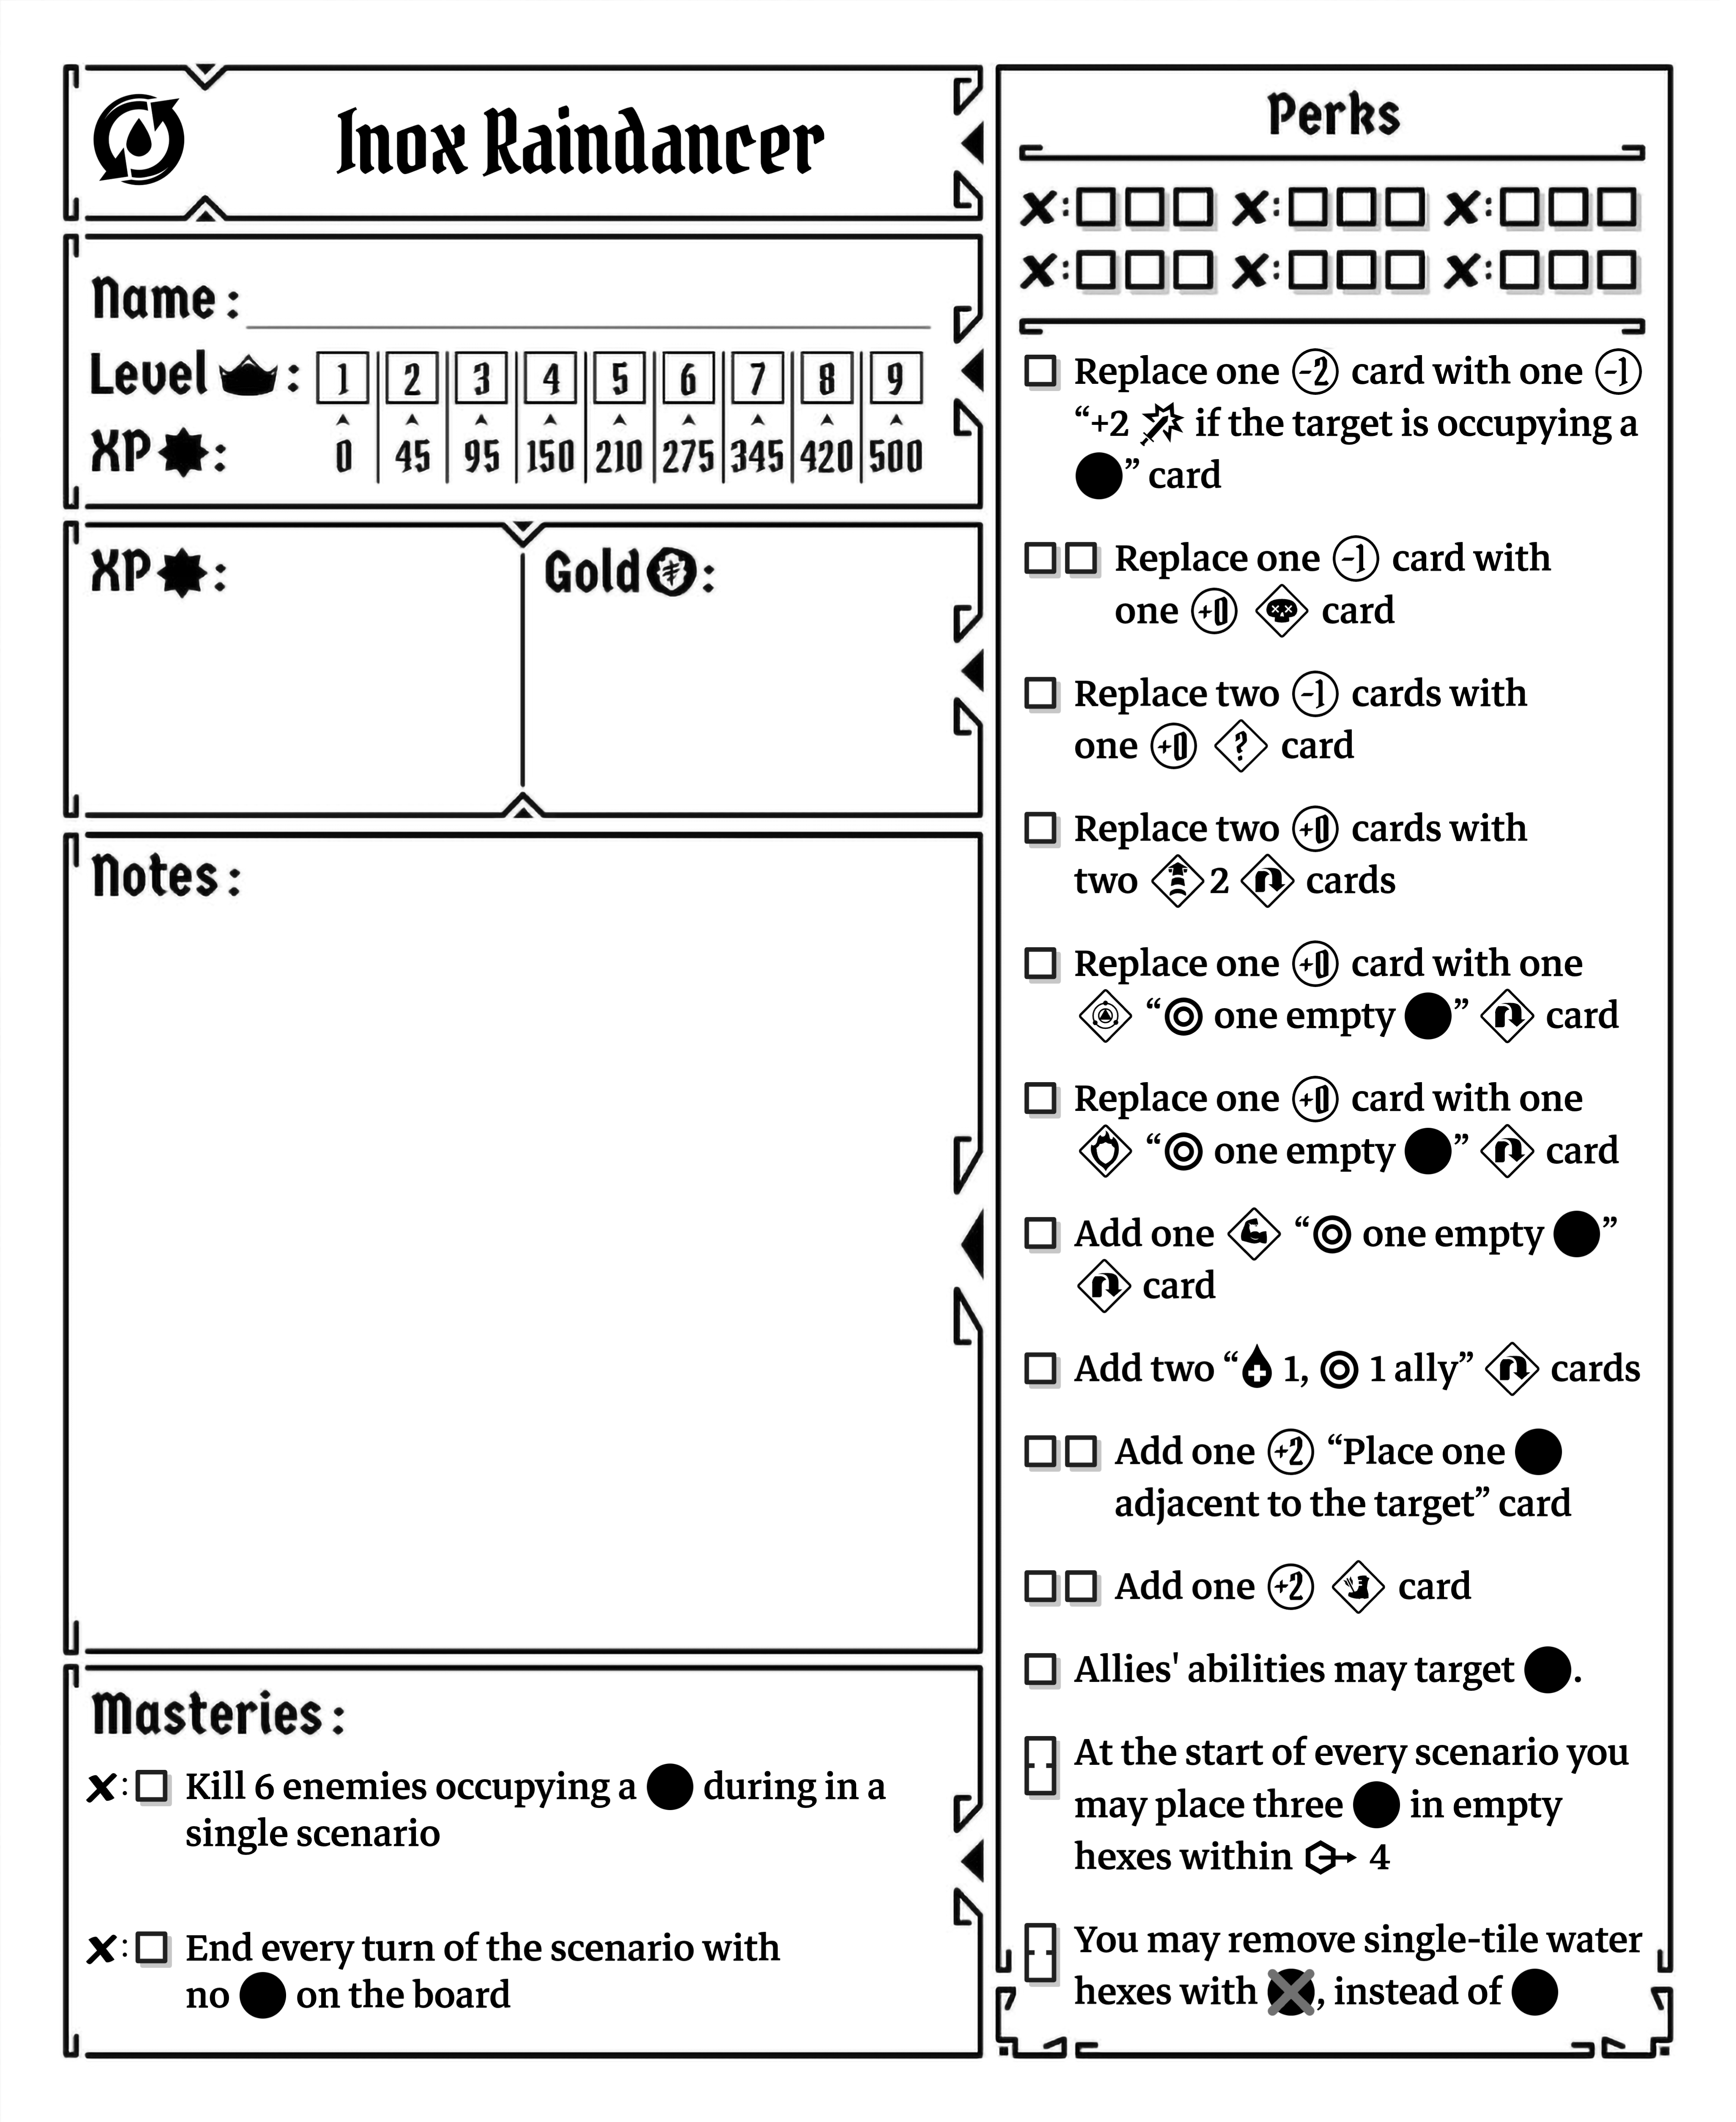 Inox Raindancer
Name:
Level: 1 2 3 4 5 6 7 8 9
XP: 0 45 95 150 210 275 345 420 500
XP:
Gold:
Notes:
Masteries:
x: Kill 6 enemies occupying a during in a
single scenario
x: End every turn of the scenario with
no on the board
Perks
x: x: x:
x: x: x:
Replace one -2 card with one -1
“+2 if the target is occupying a
” card
Replace one -1 card with
one +0 card
Replace two -1 cards with
one +0 ? card
Replace two +0 cards with
two 2 cards
Replace one +0 card with one
“ one empty ” card
Replace one +0 card with one
“ one empty ” card
Add one “ one empty ”
card
Add two “ 1, 1 ally” cards
Add one +2 “Place one
adjacent to the target” card
Add one +2 card
Allies' abilities may target .
At the start of every scenario you
may place three in empty
hexes within 4
You may remove single-tile water
hexes with , instead of